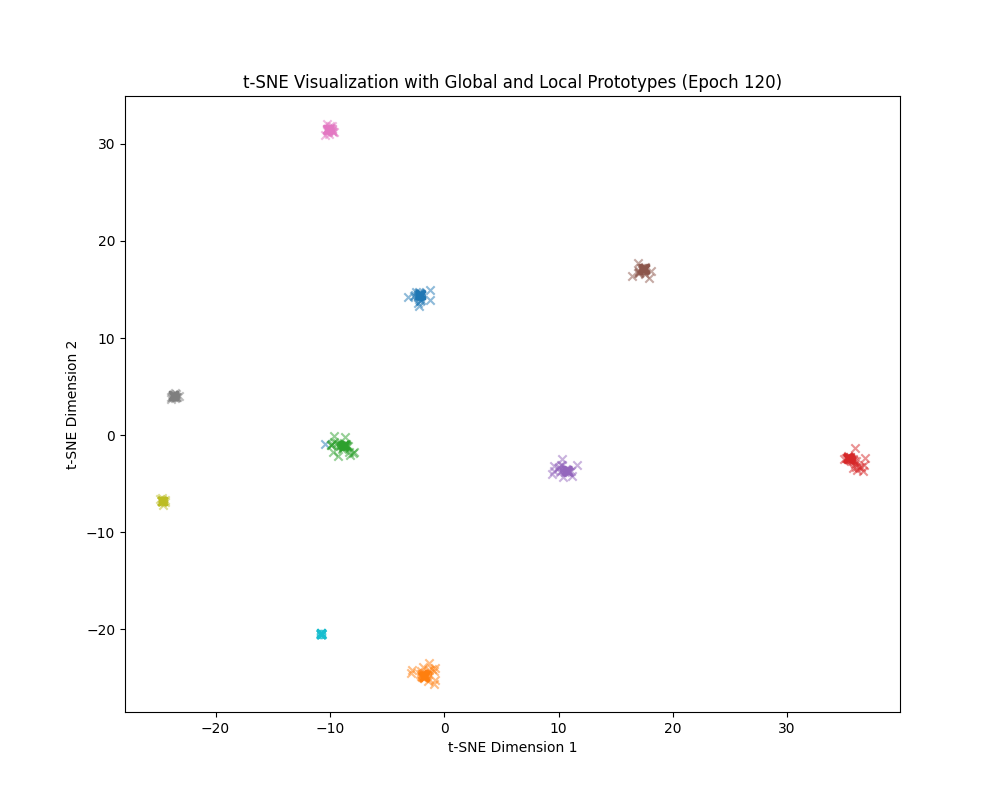 t-SNE Visualization with Global and Local Prototypes (Epoch 120)
30
20
10
0
−10
−20
t-SNE Dimension 2
−20 −10 0 10 20 30
t-SNE Dimension 1